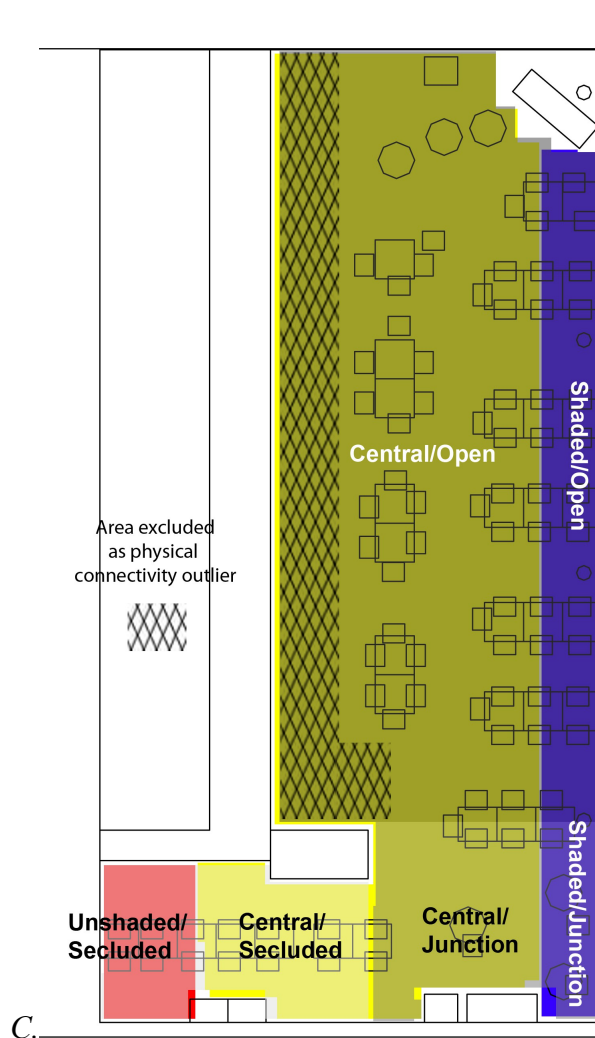 Central/Open
Shaded/Open
Area excluded
as physical
connectivity outlier
Unshaded/
Secluded
Central/
Secluded
Central/
Junction
Shaded/Junction
C.